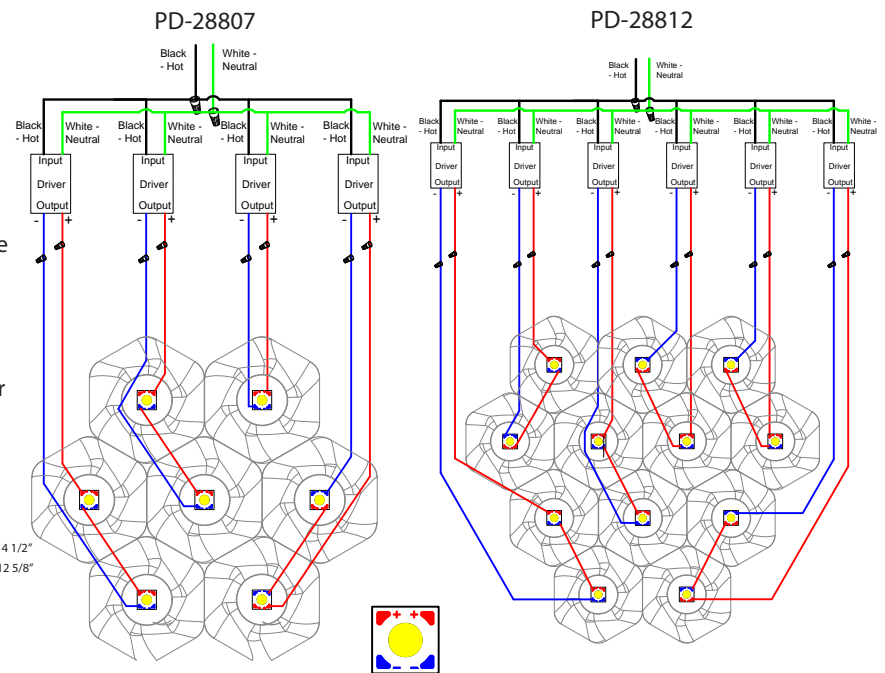 PD-28807
Black - Hot
White - Neutral
Black - Hot
White - Neutral
Black - Hot
White - Neutral
Black - Hot
White - Neutral
Black - Hot
White - Neutral
Input
Driver
Output
- +
Input
Driver
Output
- +
Input
Driver
Output
- +
Input
Driver
Output
- +
e
r
4 1/2"
12 5/8"
PD-28812
Black - Hot
White - Neutral
Black - Hot
White - Neutral
Black - Hot
White - Neutral
Black - Hot
White - Neutral
Black - Hot
White - Neutral
Black - Hot
White - Neutral
Black - Hot
White - Neutral
Input
Driver
Output
- +
Input
Driver
Output
- +
Input
Driver
Output
- +
Input
Driver
Output
- +
Input
Driver
Output
- +
Input
Driver
Output
- +
+ +
- -